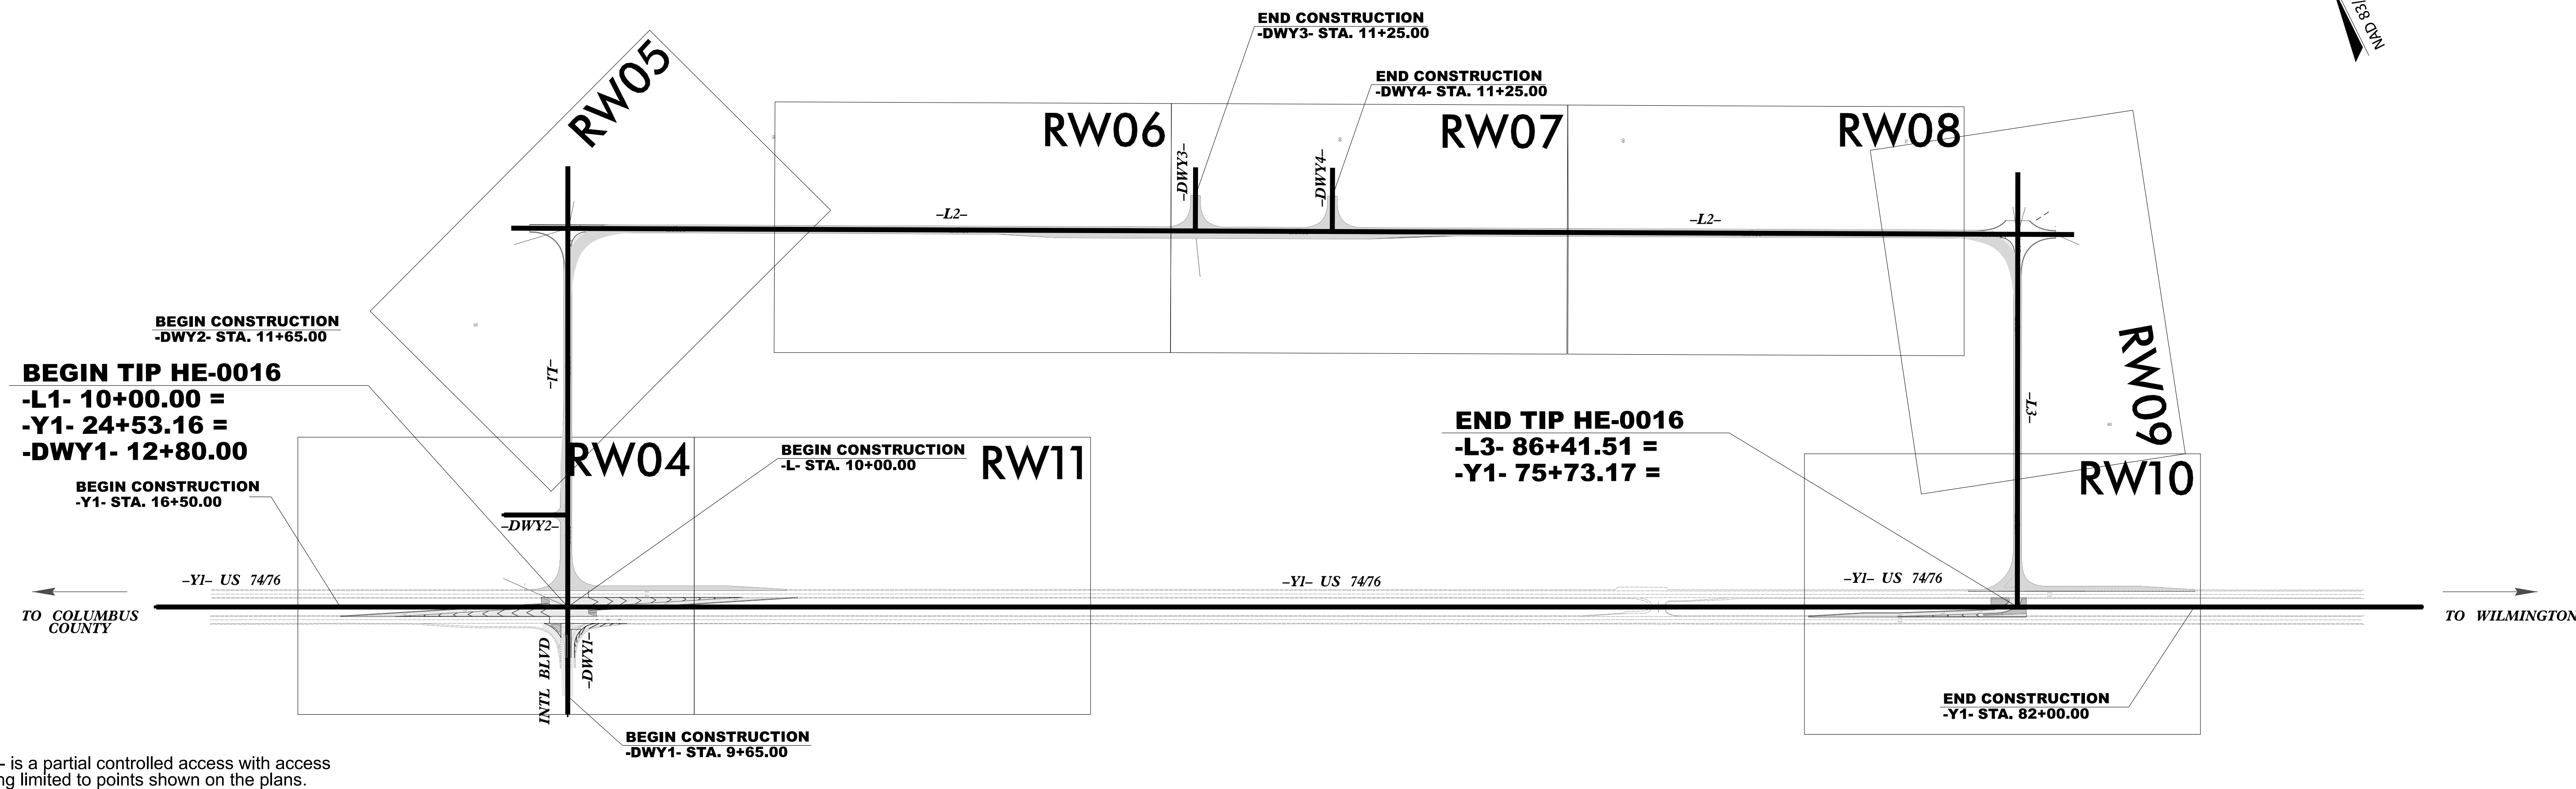 END CONSTRUCTION
-DWY3- STA. 11+25.00
END CONSTRUCTION
-DWY4- STA. 11+25.00
NAD 83/
RW05
RW06
RW07
RW08
-DWY3-
-DWY4-
-L2-
-L2-
BEGIN CONSTRUCTION
-DWY2- STA. 11+65.00
BEGIN TIP HE-0016
-L1- 10+00.00 =
-Y1- 24+53.16 =
-DWY1- 12+80.00
-L1-
RW09
-L3-
END TIP HE-0016
-L3- 86+41.51 =
-Y1- 75+73.17 =
RW04
BEGIN CONSTRUCTION
-L- STA. 10+00.00
RW11
RW10
BEGIN CONSTRUCTION
-Y1- STA. 16+50.00
-DWY2-
-Y1- US 74/76
-Y1- US 74/76
-Y1- US 74/76
TO COLUMBUS
COUNTY
TO WILMINGTON
INTL BLVD
-DWY1-
END CONSTRUCTION
-Y1- STA. 82+00.00
BEGIN CONSTRUCTION
-DWY1- STA. 9+65.00
- is a partial controlled access with access
ng limited to points shown on the plans.